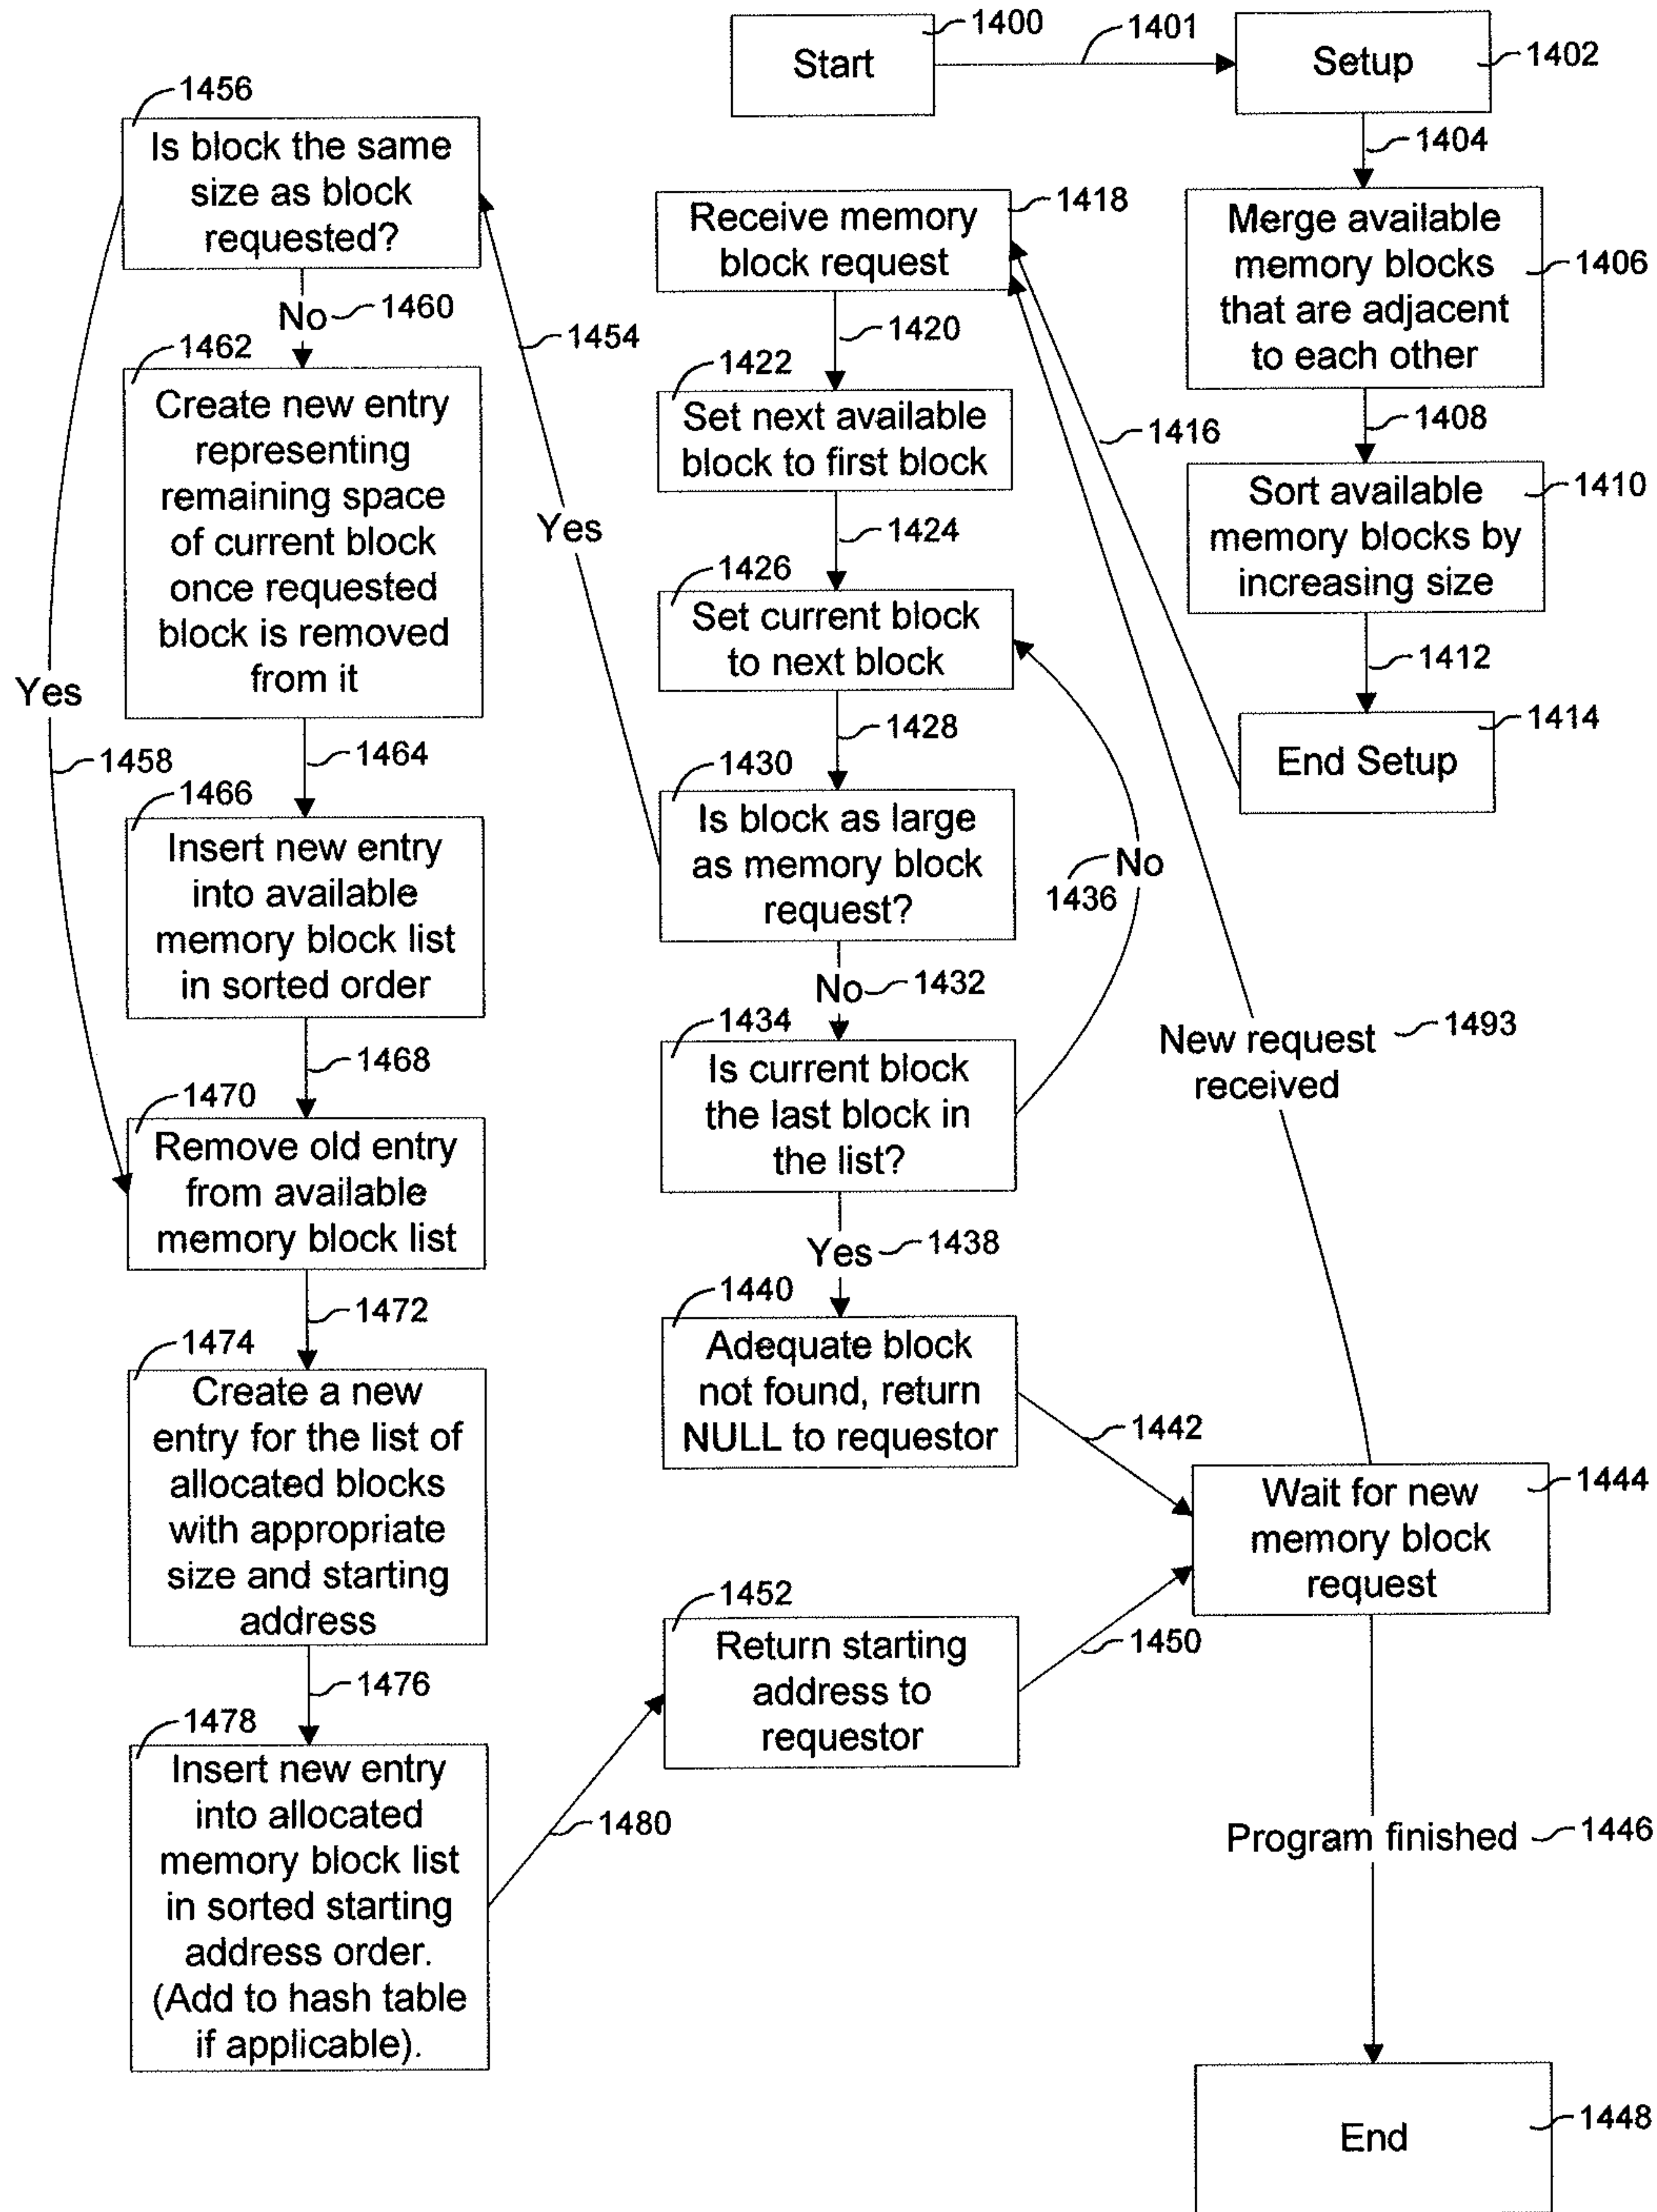 Start
1400
1401
Setup
1402
1404
Merge available
memory blocks
that are adjacent
to each other
1406
1408
Sort available
memory blocks by
increasing size
1410
1412
End Setup
1414
1416
Receive memory
block request
1418
1420
1422
Set next available
block to first block
1424
1426
Set current block
to next block
1428
1430
Is block as large
as memory block
request?
No
1432
1434
Is current block
the last block in
the list?
No
1436
Yes
1438
1440
Adequate block
not found, return
NULL to requestor
1442
Wait for new
memory block
request
1444
New request
received
1493
Program finished
1446
End
1448
Yes
1454
1456
Is block the same
size as block
requested?
Yes
1458
No
1460
1462
Create new entry
representing
remaining space
of current block
once requested
block is removed
from it
1464
1466
Insert new entry
into available
memory block list
in sorted order
1468
1470
Remove old entry
from available
memory block list
1472
1474
Create a new
entry for the list of
allocated blocks
with appropriate
size and starting
address
1476
1478
Insert new entry
into allocated
memory block list
in sorted starting
address order.
(Add to hash table
if applicable).
1480
1452
Return starting
address to
requestor
1450